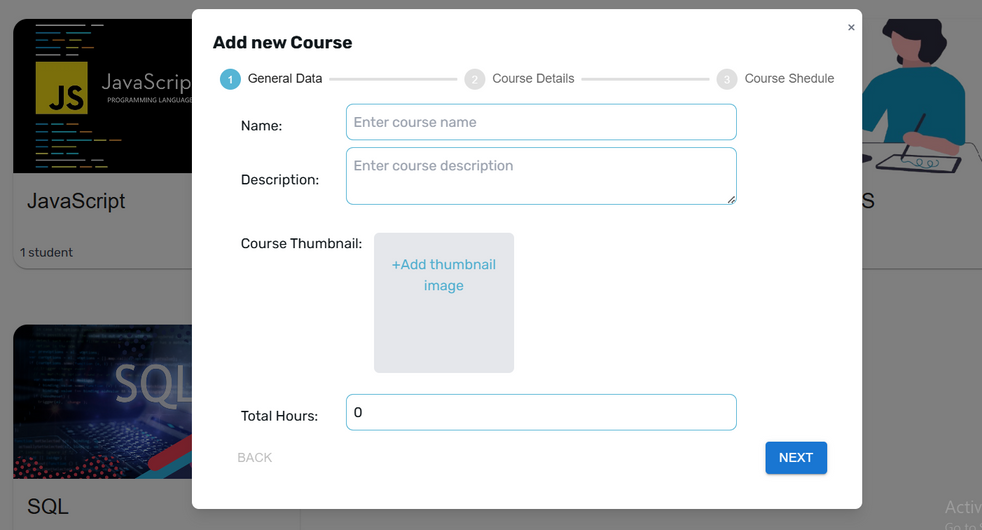 Add new Course
×
1 General Data
2 Course Details
3 Course Shedule
Name:
Enter course name
Description:
Enter course description
Course Thumbnail:
+Add thumbnail
image
Total Hours:
0
BACK
NEXT
JS
JavaScrip
PROGRAMMING LANGUAGE
JavaScript
1 student
SQL
SQL
S
Activ
Go to